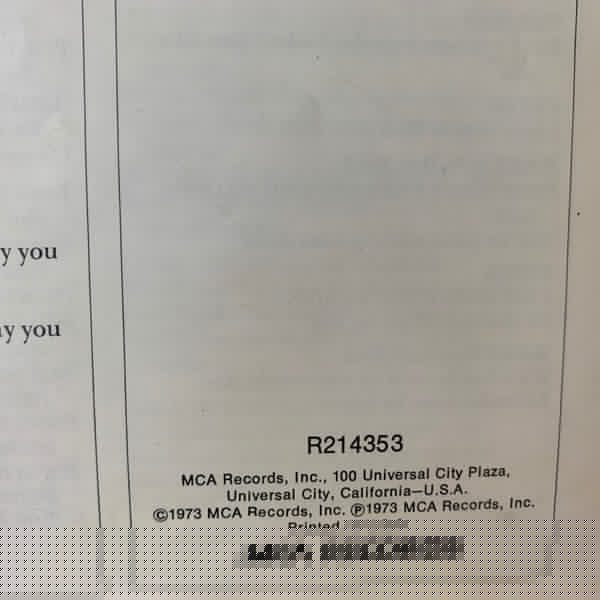 y you
y you
R214353
MCA Records, Inc., 100 Universal City Plaza,
Universal City, California—U.S.A.
©1973 MCA Records, Inc. ℗1973 MCA Records, Inc.
Printed